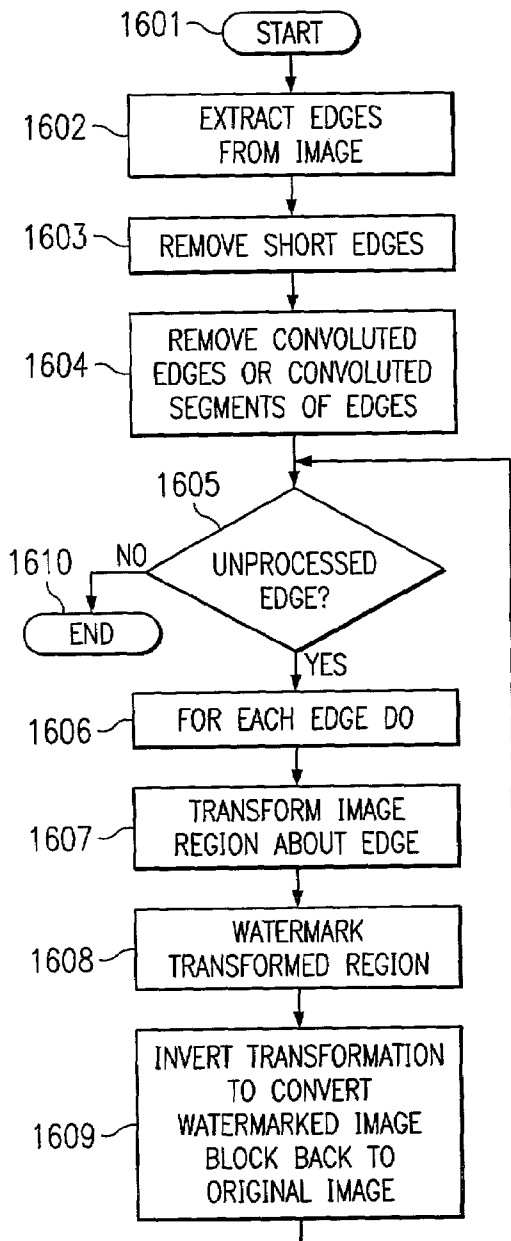 1601
START
1602
EXTRACT EDGES
FROM IMAGE
1603
REMOVE SHORT EDGES
1604
REMOVE CONVOLUTED
EDGES OR CONVOLUTED
SEGMENTS OF EDGES
1605
UNPROCESSED
EDGE?
NO
1610
END
YES
1606
FOR EACH EDGE DO
1607
TRANSFORM IMAGE
REGION ABOUT EDGE
1608
WATERMARK
TRANSFORMED REGION
1609
INVERT TRANSFORMATION
TO CONVERT
WATERMARKED IMAGE
BLOCK BACK TO
ORIGINAL IMAGE